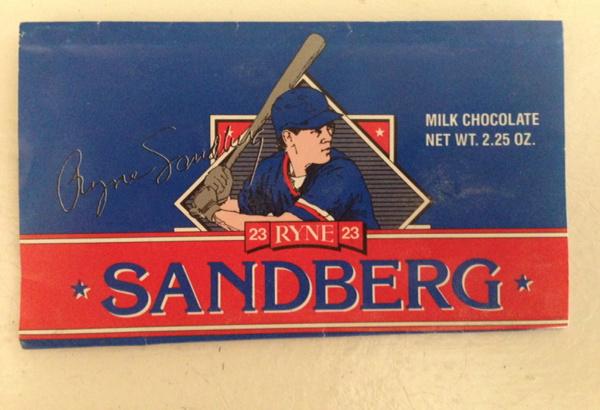 MILK CHOCOLATE
NET WT. 2.25 OZ.
Ryne Sandberg
23 RYNE 23
SANDBERG